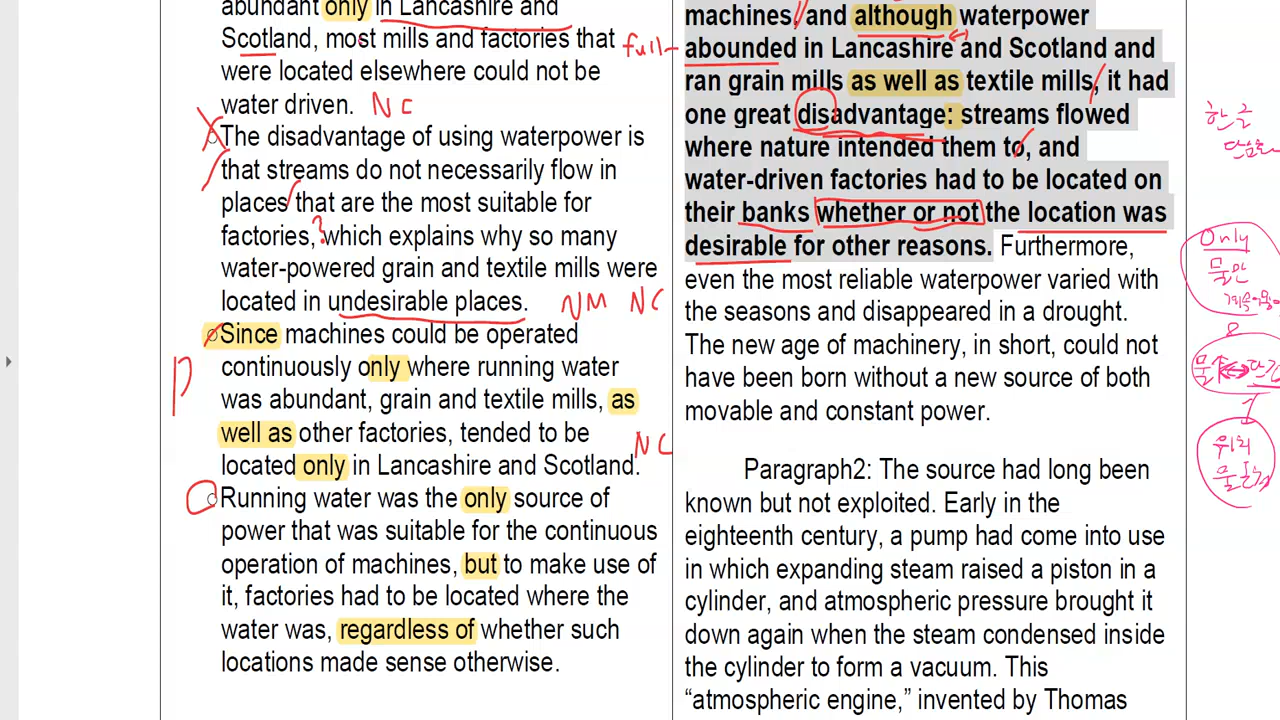 abundant only in Lancashire and
Scotland, most mills and factories that
were located elsewhere could not be
water driven. NC
The disadvantage of using waterpower is
that streams do not necessarily flow in
places that are the most suitable for
factories, ? which explains why so many
water-powered grain and textile mills were
located in undesirable places. NM NC
Since machines could be operated
continuously only where running water
was abundant, grain and textile mills, as
well as other factories, tended to be
located only in Lancashire and Scotland. NC
P
Running water was the only source of
power that was suitable for the continuous
operation of machines, but to make use of
it, factories had to be located where the
water was, regardless of whether such
locations made sense otherwise.
full-
machines, and although waterpower
abounded in Lancashire and Scotland and
ran grain mills as well as textile mills, it had
one great disadvantage: streams flowed
where nature intended them to, and
water-driven factories had to be located on
their banks whether or not the location was
desirable for other reasons. Furthermore,
even the most reliable waterpower varied with
the seasons and disappeared in a drought.
The new age of machinery, in short, could not
have been born without a new source of both
movable and constant power.
Paragraph2: The source had long been
known but not exploited. Early in the
eighteenth century, a pump had come into use
in which expanding steam raised a piston in a
cylinder, and atmospheric pressure brought it
down again when the steam condensed inside
the cylinder to form a vacuum. This
“atmospheric engine,” invented by Thomas
한글
Only
물만
위의